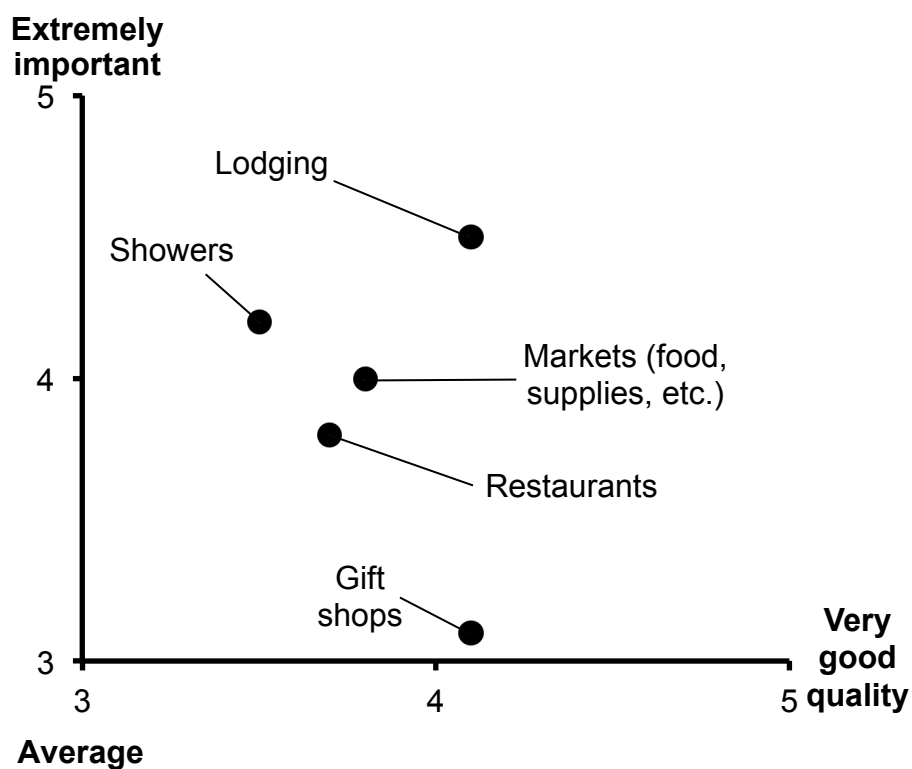 Extremely
important
5
Lodging
Showers
Markets (food,
supplies, etc.)
4
Restaurants
Gift
shops
3
Very
good
quality
3
4
5
Average